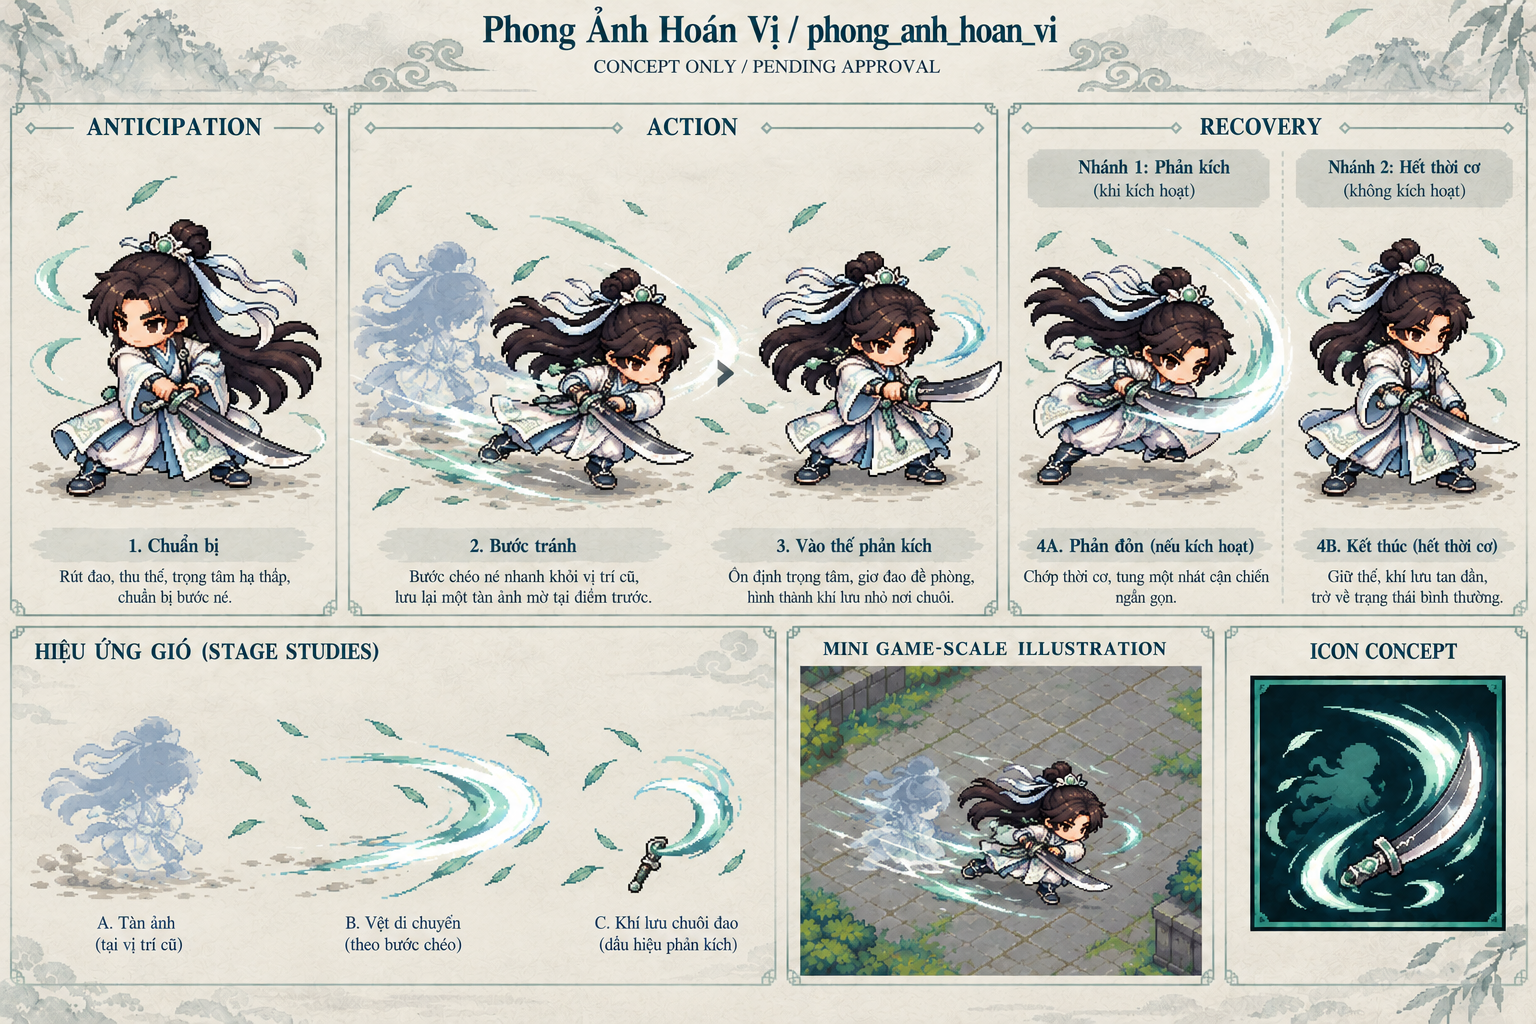 Phong Ảnh Hoán Vị / phong_anh_hoan_vi
CONCEPT ONLY / PENDING APPROVAL
ANTICIPATION
1. Chuẩn bị
Rút đao, thu thế, trọng tâm hạ thấp,
chuẩn bị bước né.
ACTION
2. Bước tránh
Bước chéo né nhanh khỏi vị trí cũ,
lưu lại một tàn ảnh mờ tại điểm trước.
3. Vào thế phản kích
Ổn định trọng tâm, giơ đao đề phòng,
hình thành khí lưu nhỏ nơi chuôi.
RECOVERY
Nhánh 1: Phản kích
(khi kích hoạt)
4A. Phản đòn (nếu kích hoạt)
Chớp thời cơ, tung một nhát cận chiến
ngắn gọn.
Nhánh 2: Hết thời cơ
(không kích hoạt)
4B. Kết thúc (hết thời cơ)
Giữ thế, khí lưu tan dần,
trở về trạng thái bình thường.
HIỆU ỨNG GIÓ (STAGE STUDIES)
A. Tàn ảnh
(tại vị trí cũ)
B. Vệt di chuyển
(theo bước chéo)
C. Khí lưu chuôi đao
(dấu hiệu phản kích)
MINI GAME-SCALE ILLUSTRATION
ICON CONCEPT